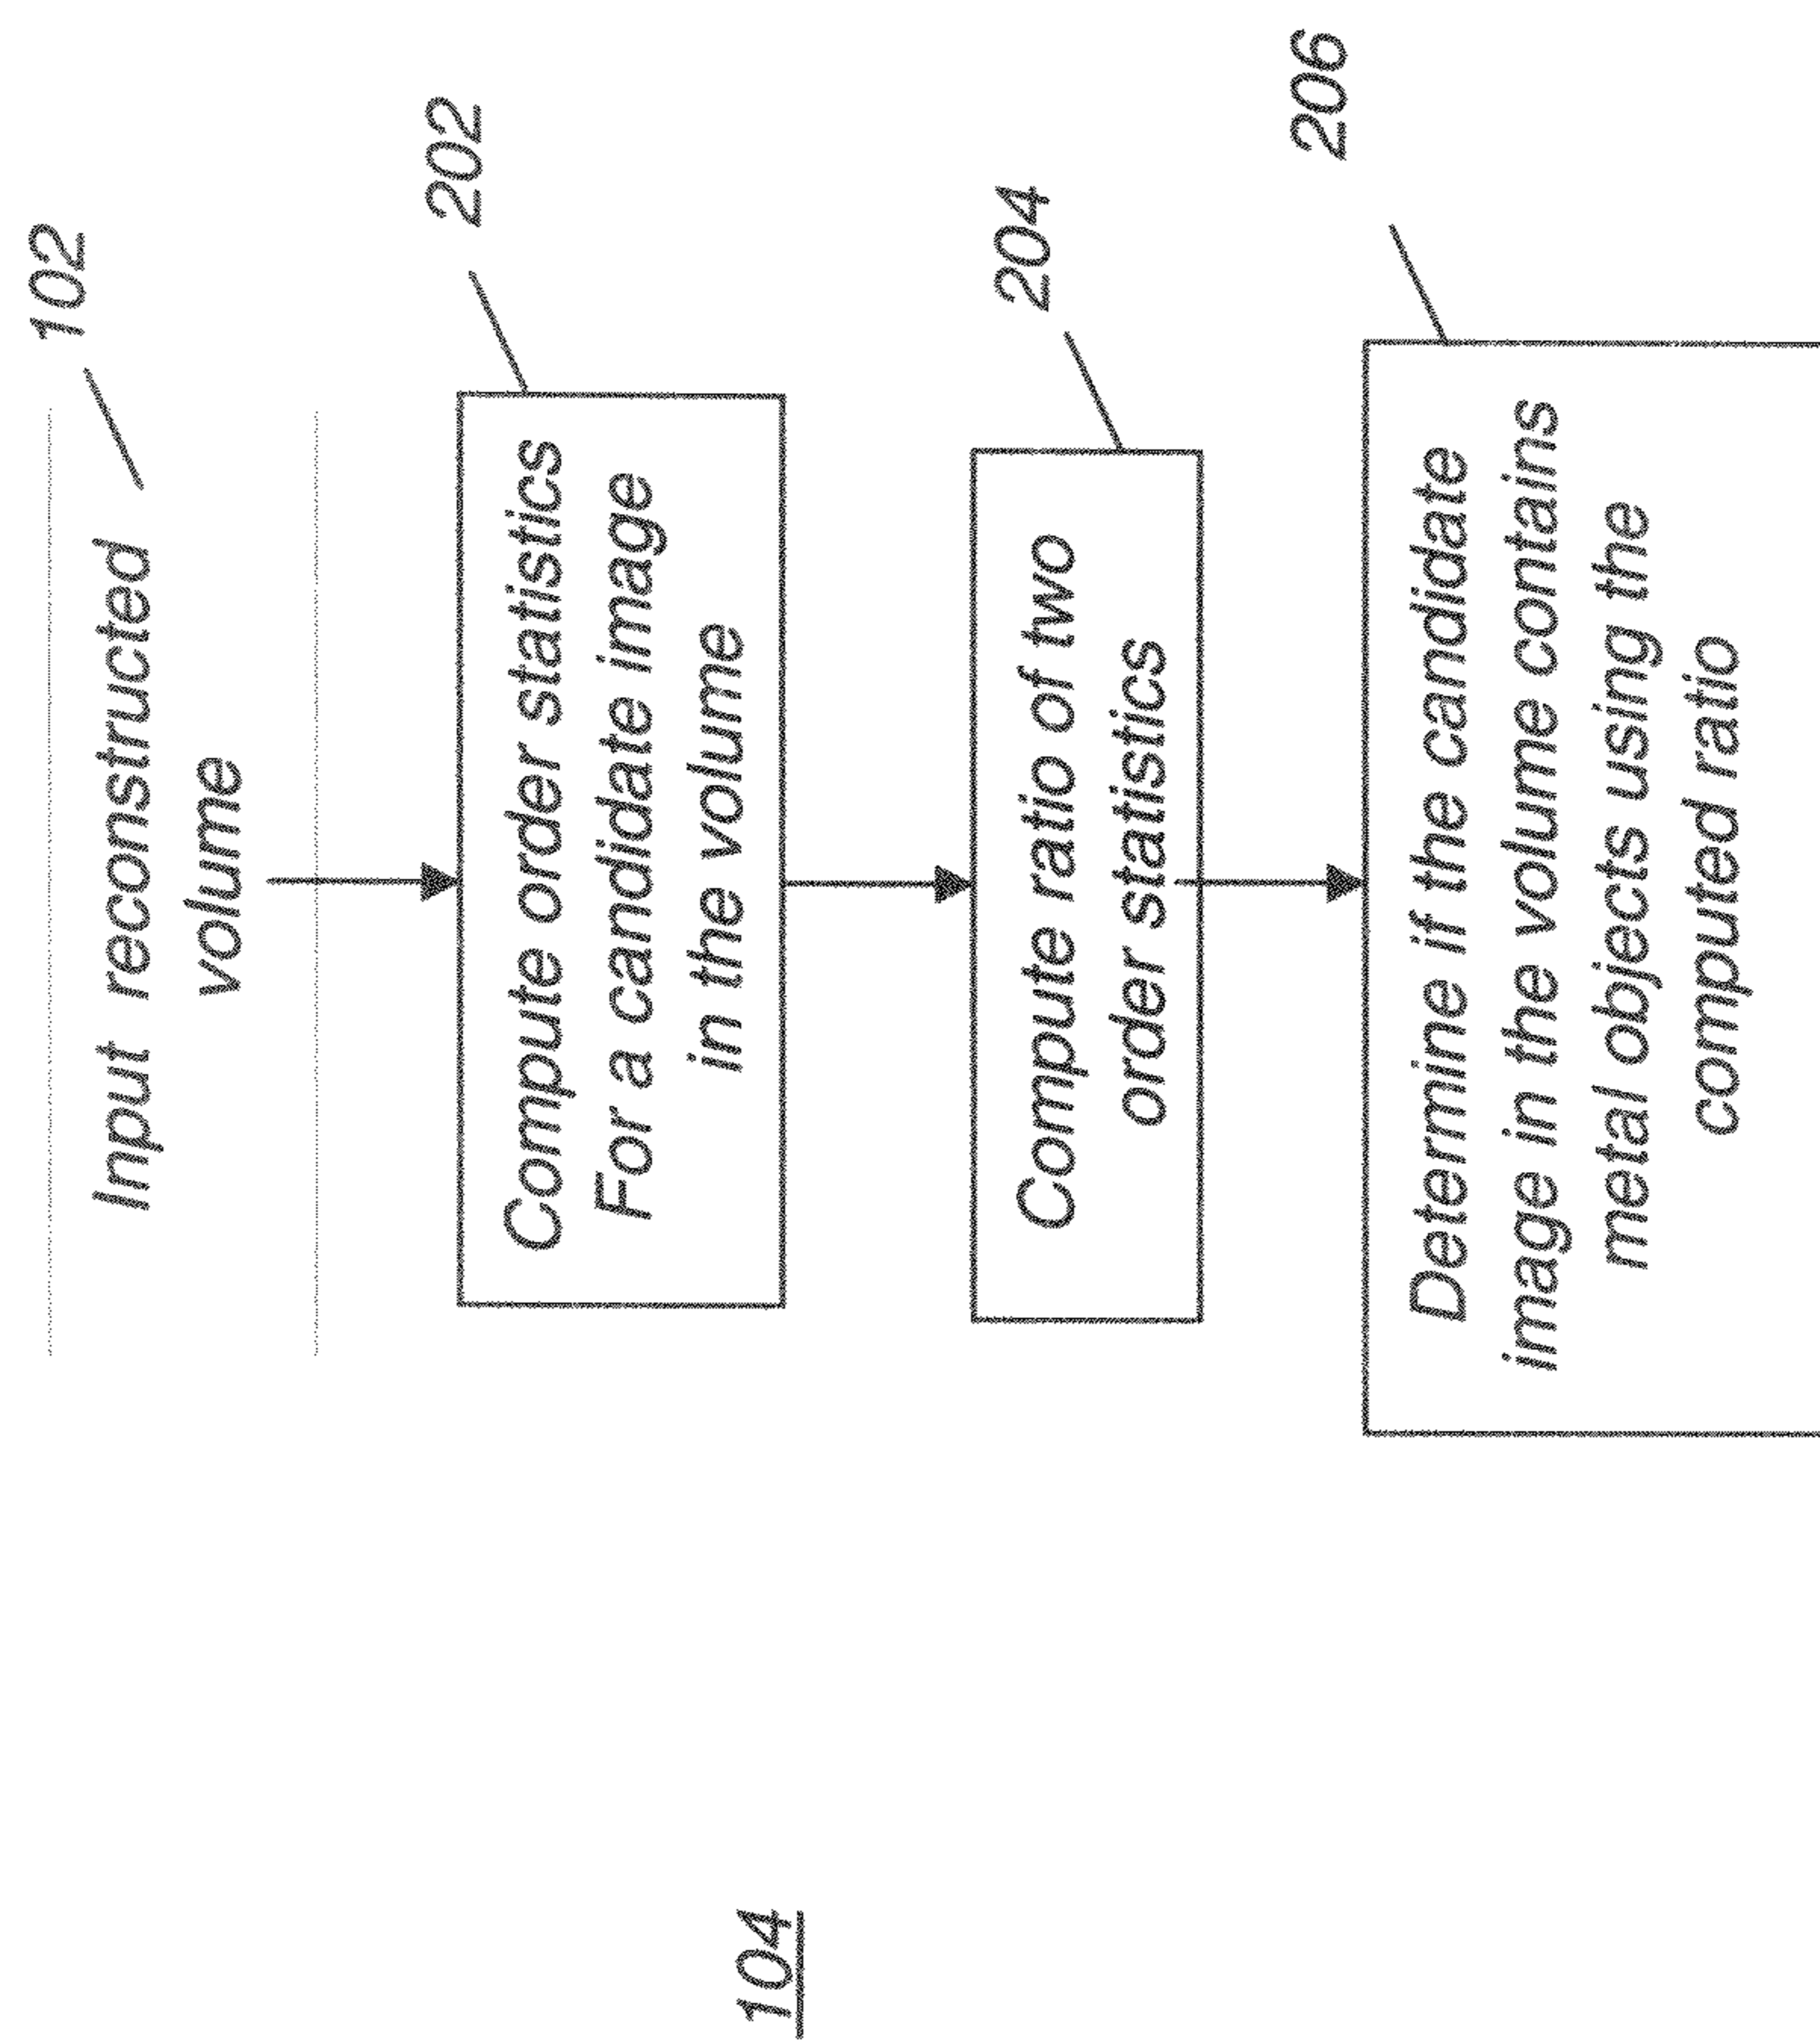 Input reconstructed
volume
102
Compute order statistics
For a candidate image
in the volume
202
Compute ratio of two
order statistics
204
Determine if the candidate
image in the volume contains
metal objects using the
computed ratio
206
104